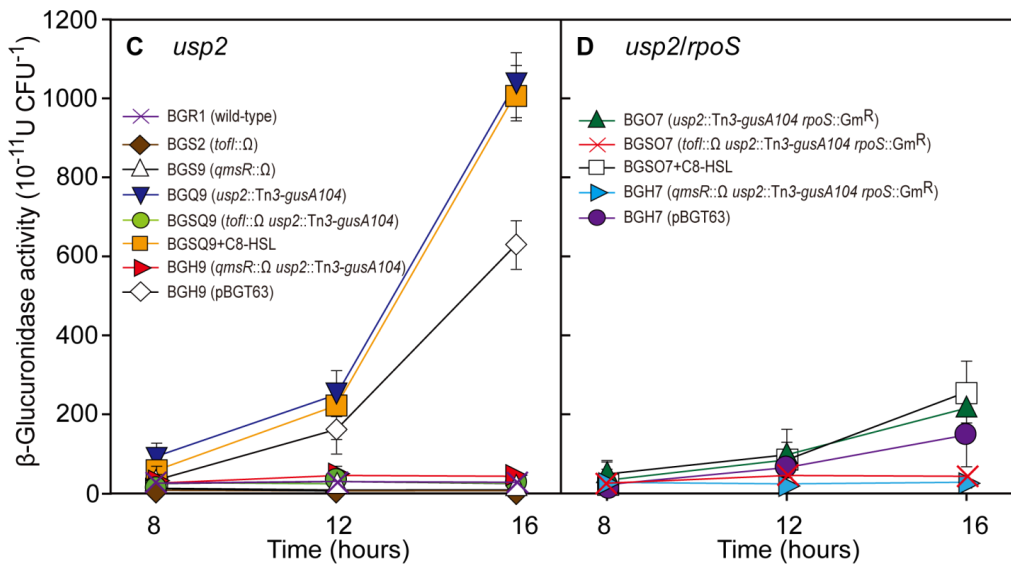 β-Glucuronidase activity (10⁻¹¹U CFU⁻¹)
1200
1000
800
600
400
200
0
C usp2
BGR1 (wild-type)
BGS2 (tofI::Ω)
BGS9 (qmsR::Ω)
BGQ9 (usp2::Tn3-gusA104)
BGSQ9 (tofI::Ω usp2::Tn3-gusA104)
BGSQ9+C8-HSL
BGH9 (qmsR::Ω usp2::Tn3-gusA104)
BGH9 (pBGT63)
8 12 16
Time (hours)
D usp2/rpoS
BGO7 (usp2::Tn3-gusA104 rpoS::Gmᴿ)
BGSO7 (tofI::Ω usp2::Tn3-gusA104 rpoS::Gmᴿ)
BGSO7+C8-HSL
BGH7 (qmsR::Ω usp2::Tn3-gusA104 rpoS::Gmᴿ)
BGH7 (pBGT63)
8 12 16
Time (hours)